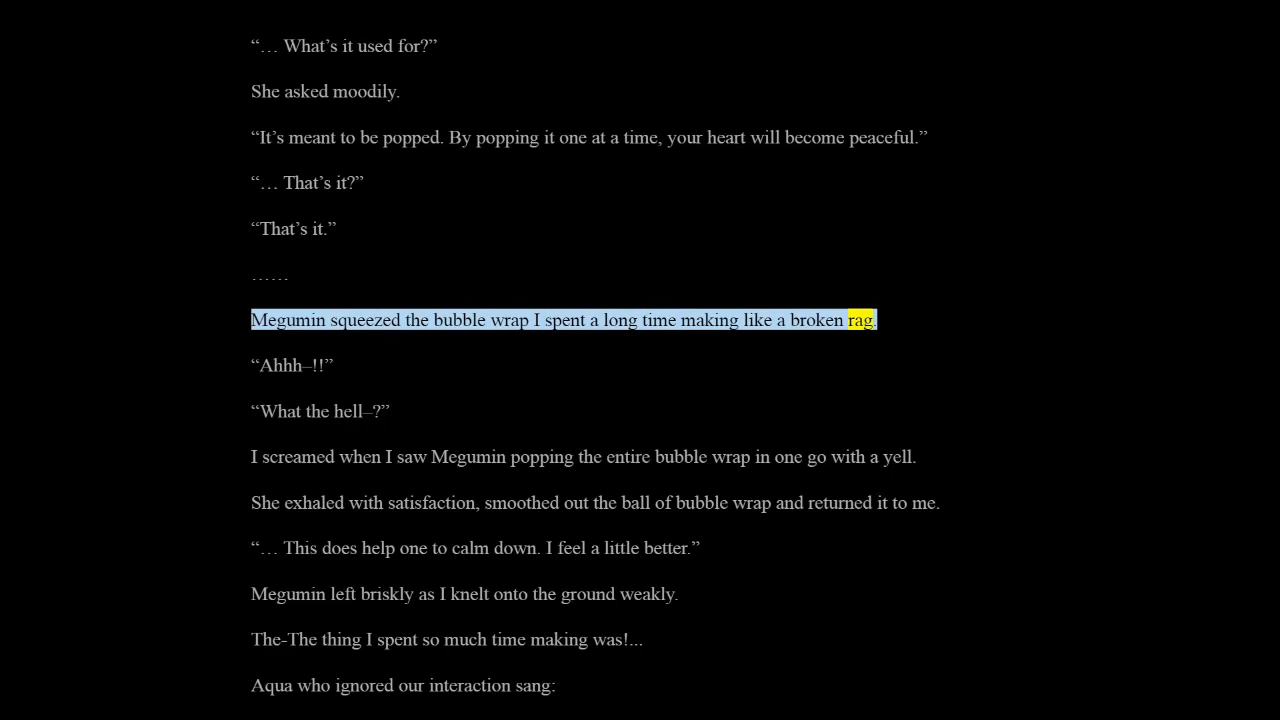 “… What’s it used for?”
She asked moodily.
“It’s meant to be popped. By popping it one at a time, your heart will become peaceful.”
“… That’s it?”
“That’s it.”
……
Megumin squeezed the bubble wrap I spent a long time making like a broken rag.
“Ahhh–!!”
“What the hell–?”
I screamed when I saw Megumin popping the entire bubble wrap in one go with a yell.
She exhaled with satisfaction, smoothed out the ball of bubble wrap and returned it to me.
“… This does help one to calm down. I feel a little better.”
Megumin left briskly as I knelt onto the ground weakly.
The-The thing I spent so much time making was!...
Aqua who ignored our interaction sang: